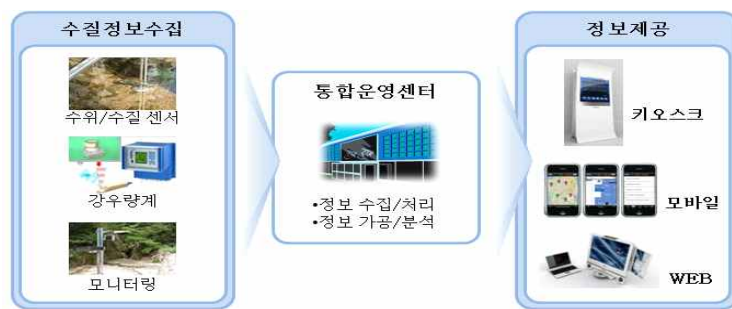 수질정보수집
수위/수질 센서
강우량계
모니터링
통합운영센터
•정보 수집/처리
•정보 가공/분석
정보제공
키오스크
모바일
WEB